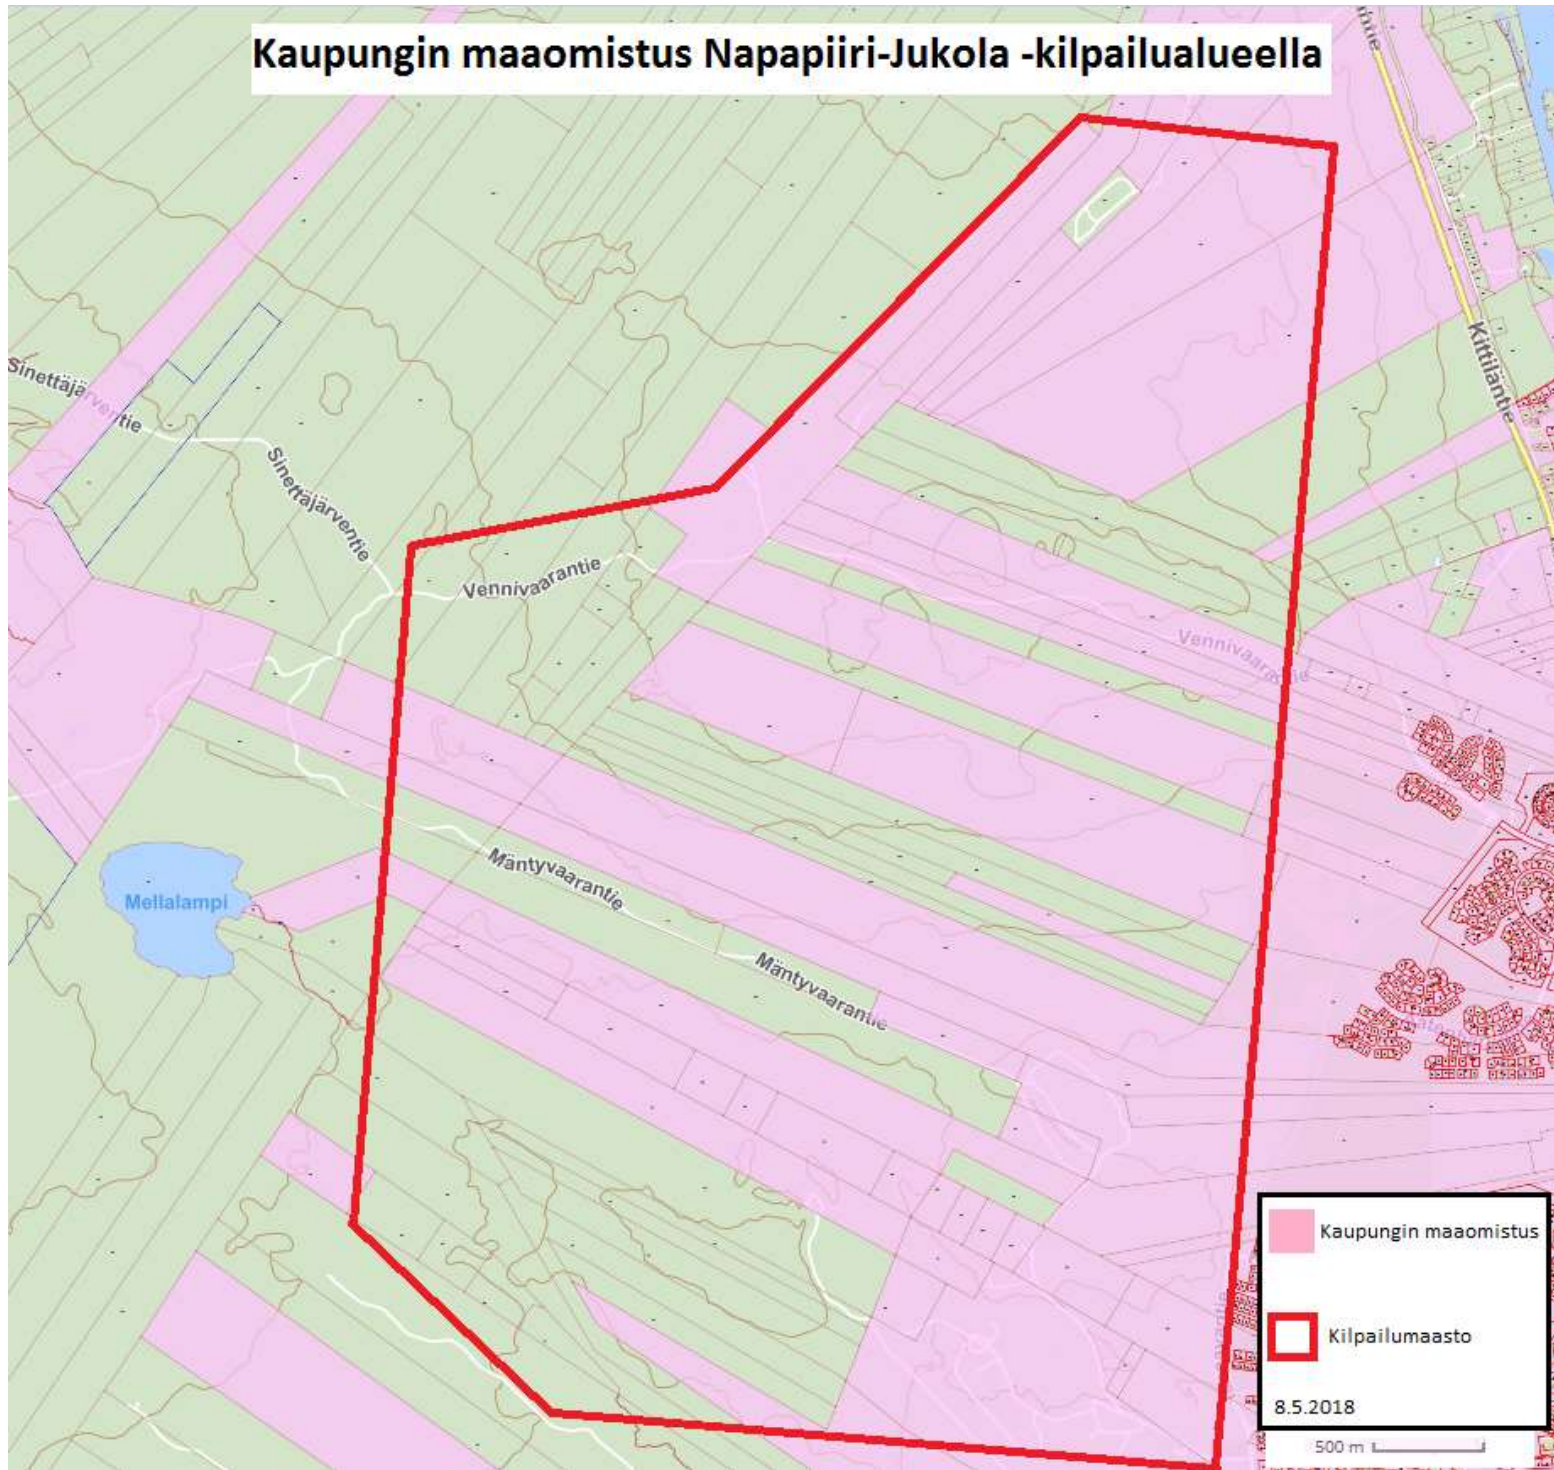 Kaupungin maaomistus Napapiiri-Jukola -kilpailualueella
Kittiläntie
Sinettäjärventie
Sinettäjärventie
Vennivaarantie
Vennivaarantie
Mäntyvaarantie
Mellalampi
Mäntyvaarantie
Kaupungin maaomistus
Kilpailumaasto
8.5.2018
500 m